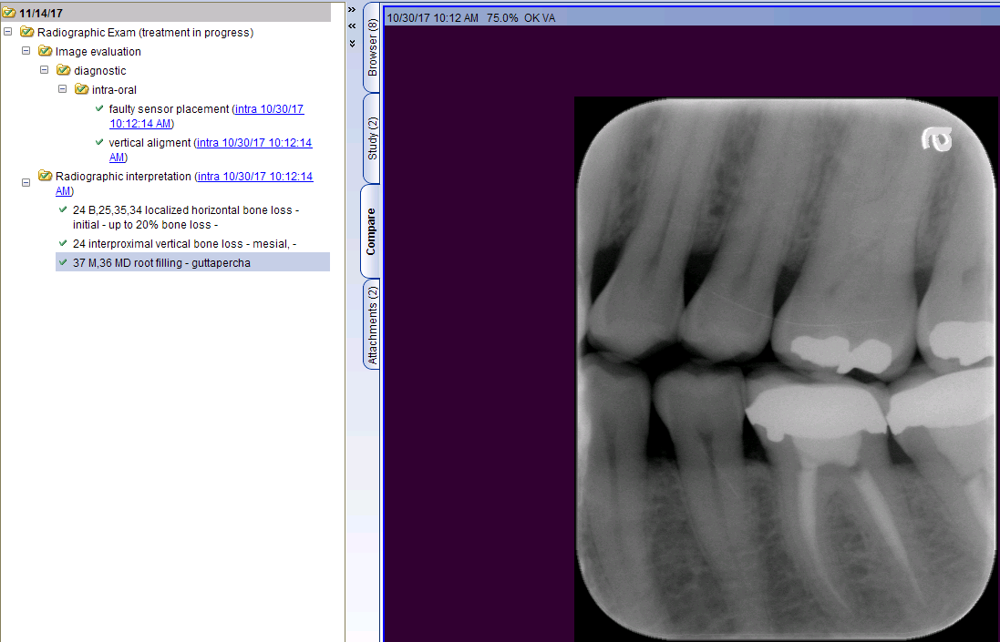 11/14/17
Radiographic Exam (treatment in progress)
Image evaluation
diagnostic
intra-oral
faulty sensor placement (intra 10/30/17
10:12:14 AM)
vertical aligment (intra 10/30/17 10:12:14
AM)
Radiographic interpretation (intra 10/30/17 10:12:14
AM)
24 B,25,35,34 localized horizontal bone loss -
initial - up to 20% bone loss -
24 interproximal vertical bone loss - mesial, -
37 M,36 MD root filling - guttapercha
Browser (8)
Study (2)
Compare
Attachments (2)
10/30/17 10:12 AM 75.0% OK VA
a